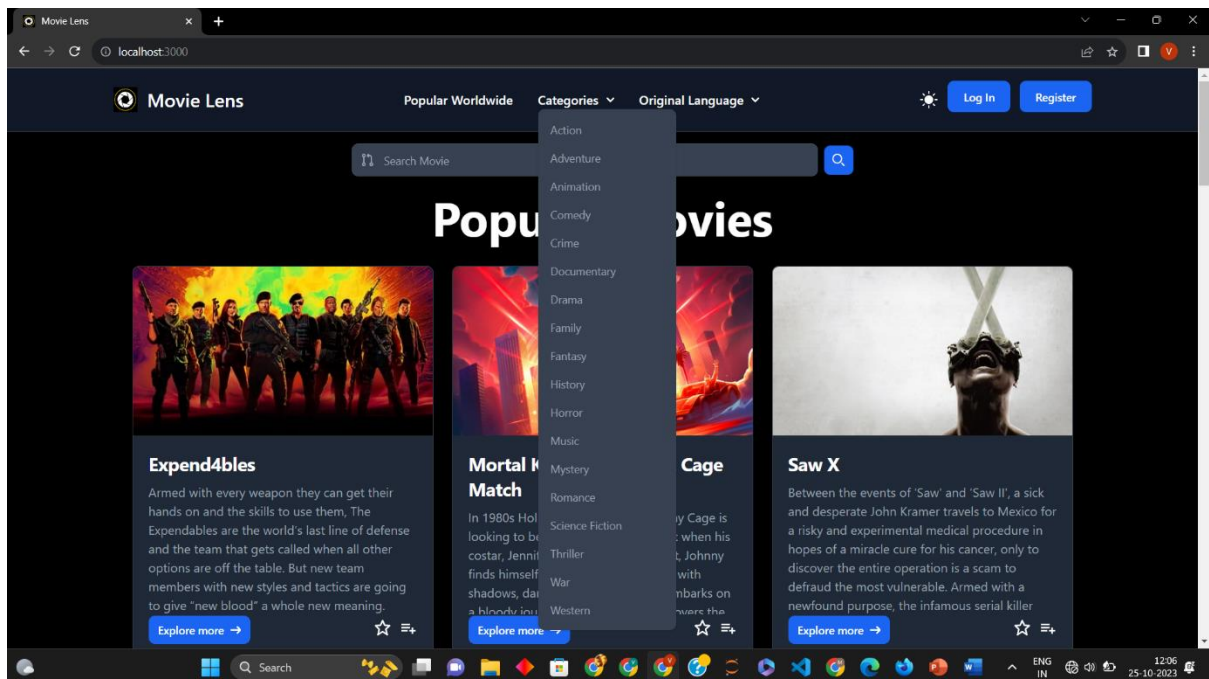 Movie Lens
localhost:3000
V
Movie Lens
Popular Worldwide
Categories
Original Language
Log In
Register
Search Movie
Action
Adventure
Animation
Comedy
Crime
Documentary
Drama
Family
Fantasy
History
Horror
Music
Mystery
Romance
Science Fiction
Thriller
War
Western
Popu ovies
Expend4bles
Armed with every weapon they can get their
hands on and the skills to use them, The
Expendables are the world's last line of defense
and the team that gets called when all other
options are off the table. But new team
members with new styles and tactics are going
to give "new blood" a whole new meaning.
Explore more →
Mortal Cage
Match
In 1980s Hol ny Cage is
looking to be when his
costar, Jennif Johnny
finds himself with
shadows, da mbarks on
a bloody jou overs the
Explore more
Saw X
Between the events of 'Saw' and 'Saw II', a sick
and desperate John Kramer travels to Mexico for
a risky and experimental medical procedure in
hopes of a miracle cure for his cancer, only to
discover the entire operation is a scam to
defraud the most vulnerable. Armed with a
newfound purpose, the infamous serial killer
Explore more →
Search
ENG
IN
12:06
25-10-2023